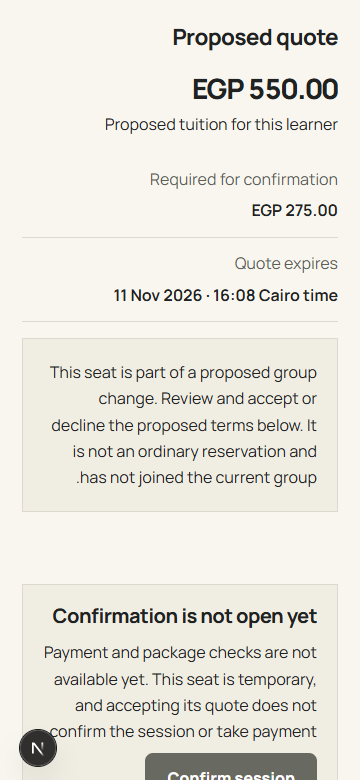 Proposed quote
EGP 550.00
Proposed tuition for this learner
Required for confirmation
EGP 275.00
Quote expires
11 Nov 2026 · 16:08 Cairo time
This seat is part of a proposed group
change. Review and accept or
decline the proposed terms below. It
is not an ordinary reservation and
.has not joined the current group
Confirmation is not open yet
Payment and package checks are not
available yet. This seat is temporary,
and accepting its quote does not
confirm the session or take payment
N
Confirm session